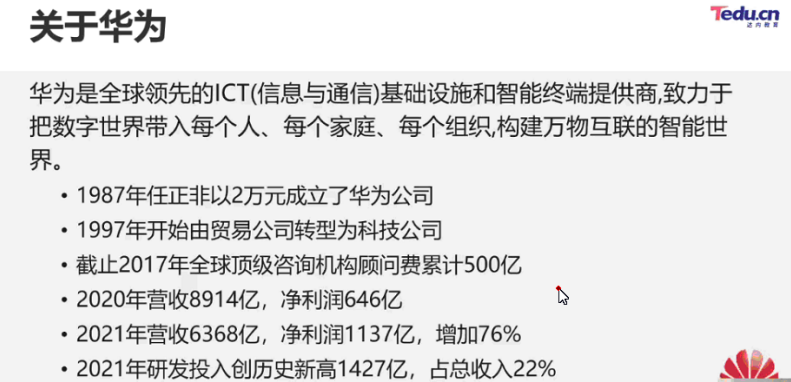 关于华为
Tedu.cn
达内教育
华为是全球领先的ICT(信息与通信)基础设施和智能终端提供商,致力于
把数字世界带入每个人、每个家庭、每个组织,构建万物互联的智能世
界。
• 1987年任正非以2万元成立了华为公司
• 1997年开始由贸易公司转型为科技公司
• 截止2017年全球顶级咨询机构顾问费累计500亿
• 2020年营收8914亿，净利润646亿
• 2021年营收6368亿，净利润1137亿，增加76%
• 2021年研发投入创历史新高1427亿，占总收入22%